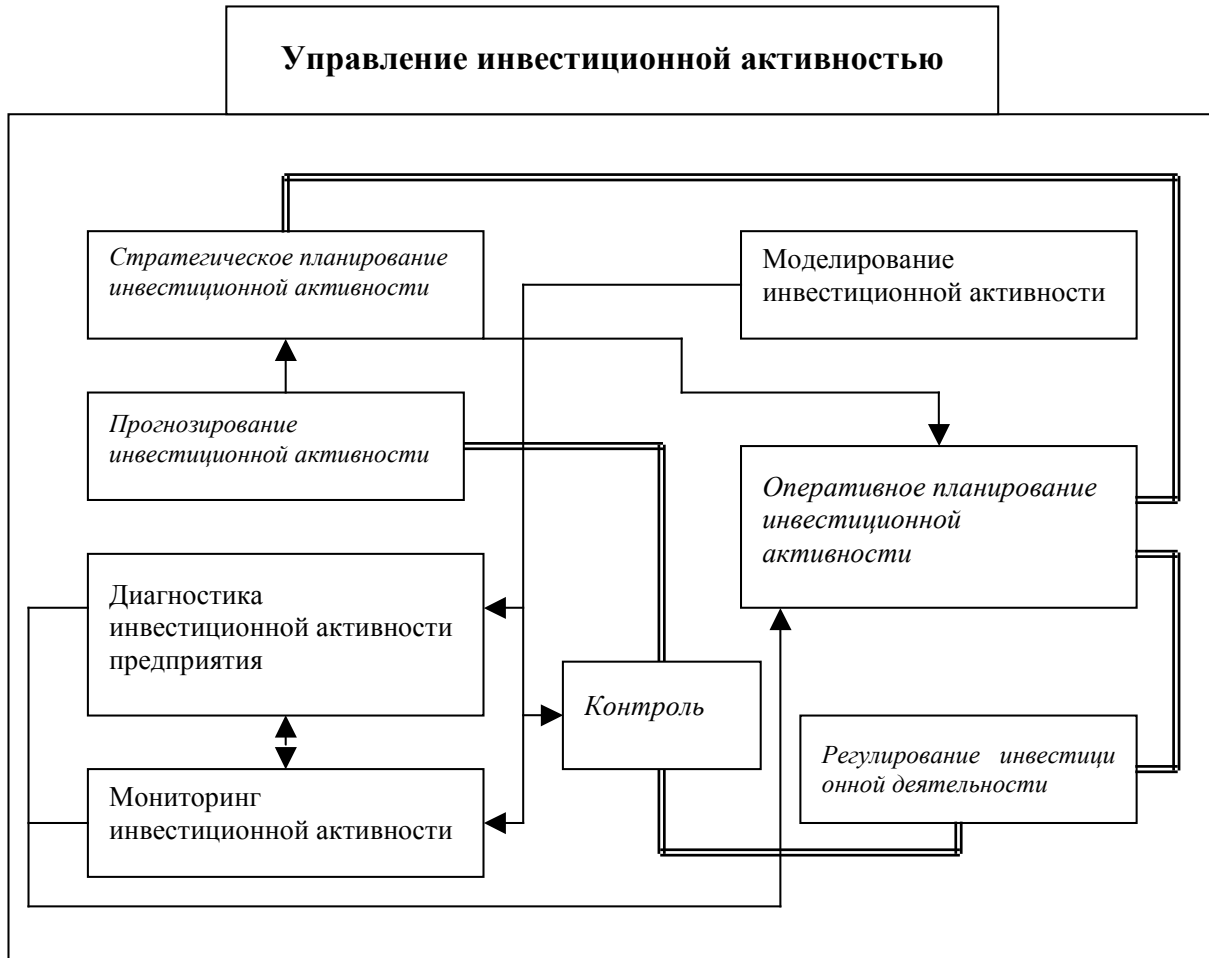 Управление инвестиционной активностью
Стратегическое планирование
инвестиционной активности
Моделирование
инвестиционной активности
Прогнозирование
инвестиционной активности
Оперативное планирование
инвестиционной
активности
Диагностика
инвестиционной активности
предприятия
Контроль
Регулирование инвестици
онной деятельности
Мониторинг
инвестиционной активности